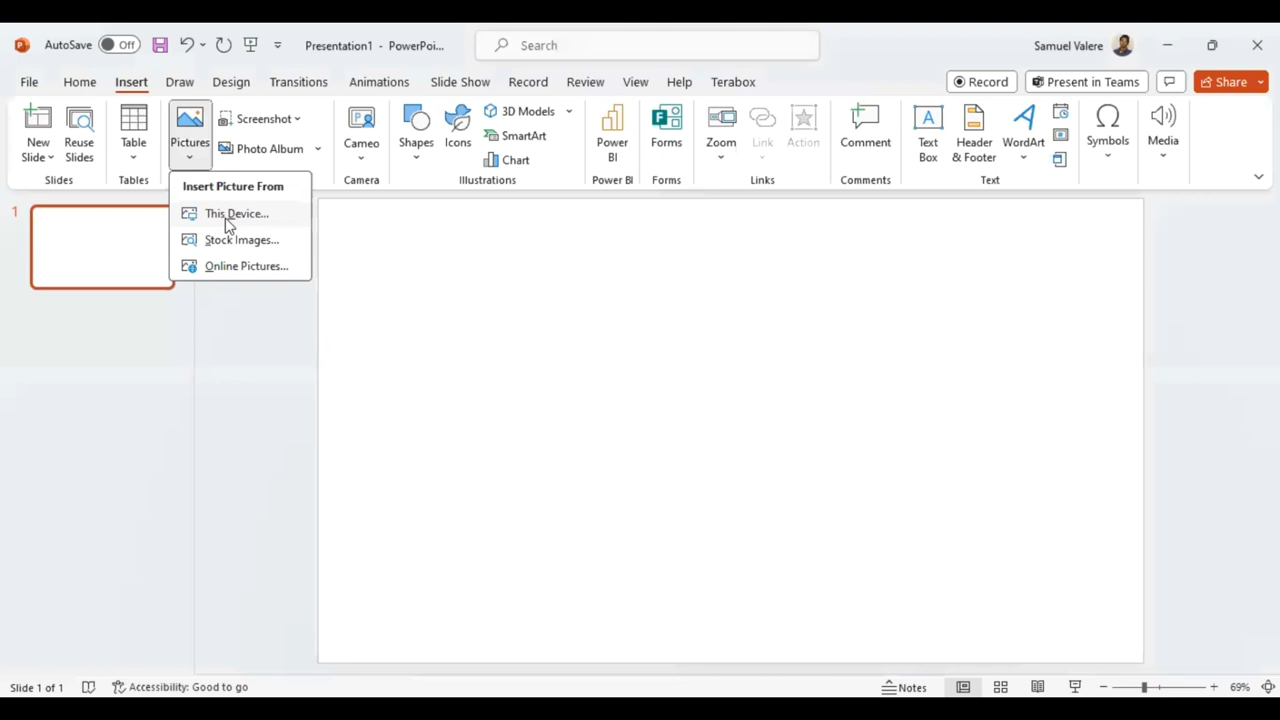 AutoSave Off Presentation1 - PowerPoi... Search Samuel Valere
File Home Insert Draw Design Transitions Animations Slide Show Record Review View Help Terabox Record Present in Teams Share
New Slide
Reuse Slides
Table
Pictures
Screenshot
Photo Album
Cameo
Shapes
Icons
3D Models
SmartArt
Chart
Power BI
Forms
Zoom
Link
Action
Comment
Text Box
Header & Footer
WordArt
Symbols
Media
Slides Tables Camera Illustrations Power BI Forms Links Comments Text
Insert Picture From
This Device...
Stock Images...
Online Pictures...
1
Slide 1 of 1 Accessibility: Good to go Notes 69%